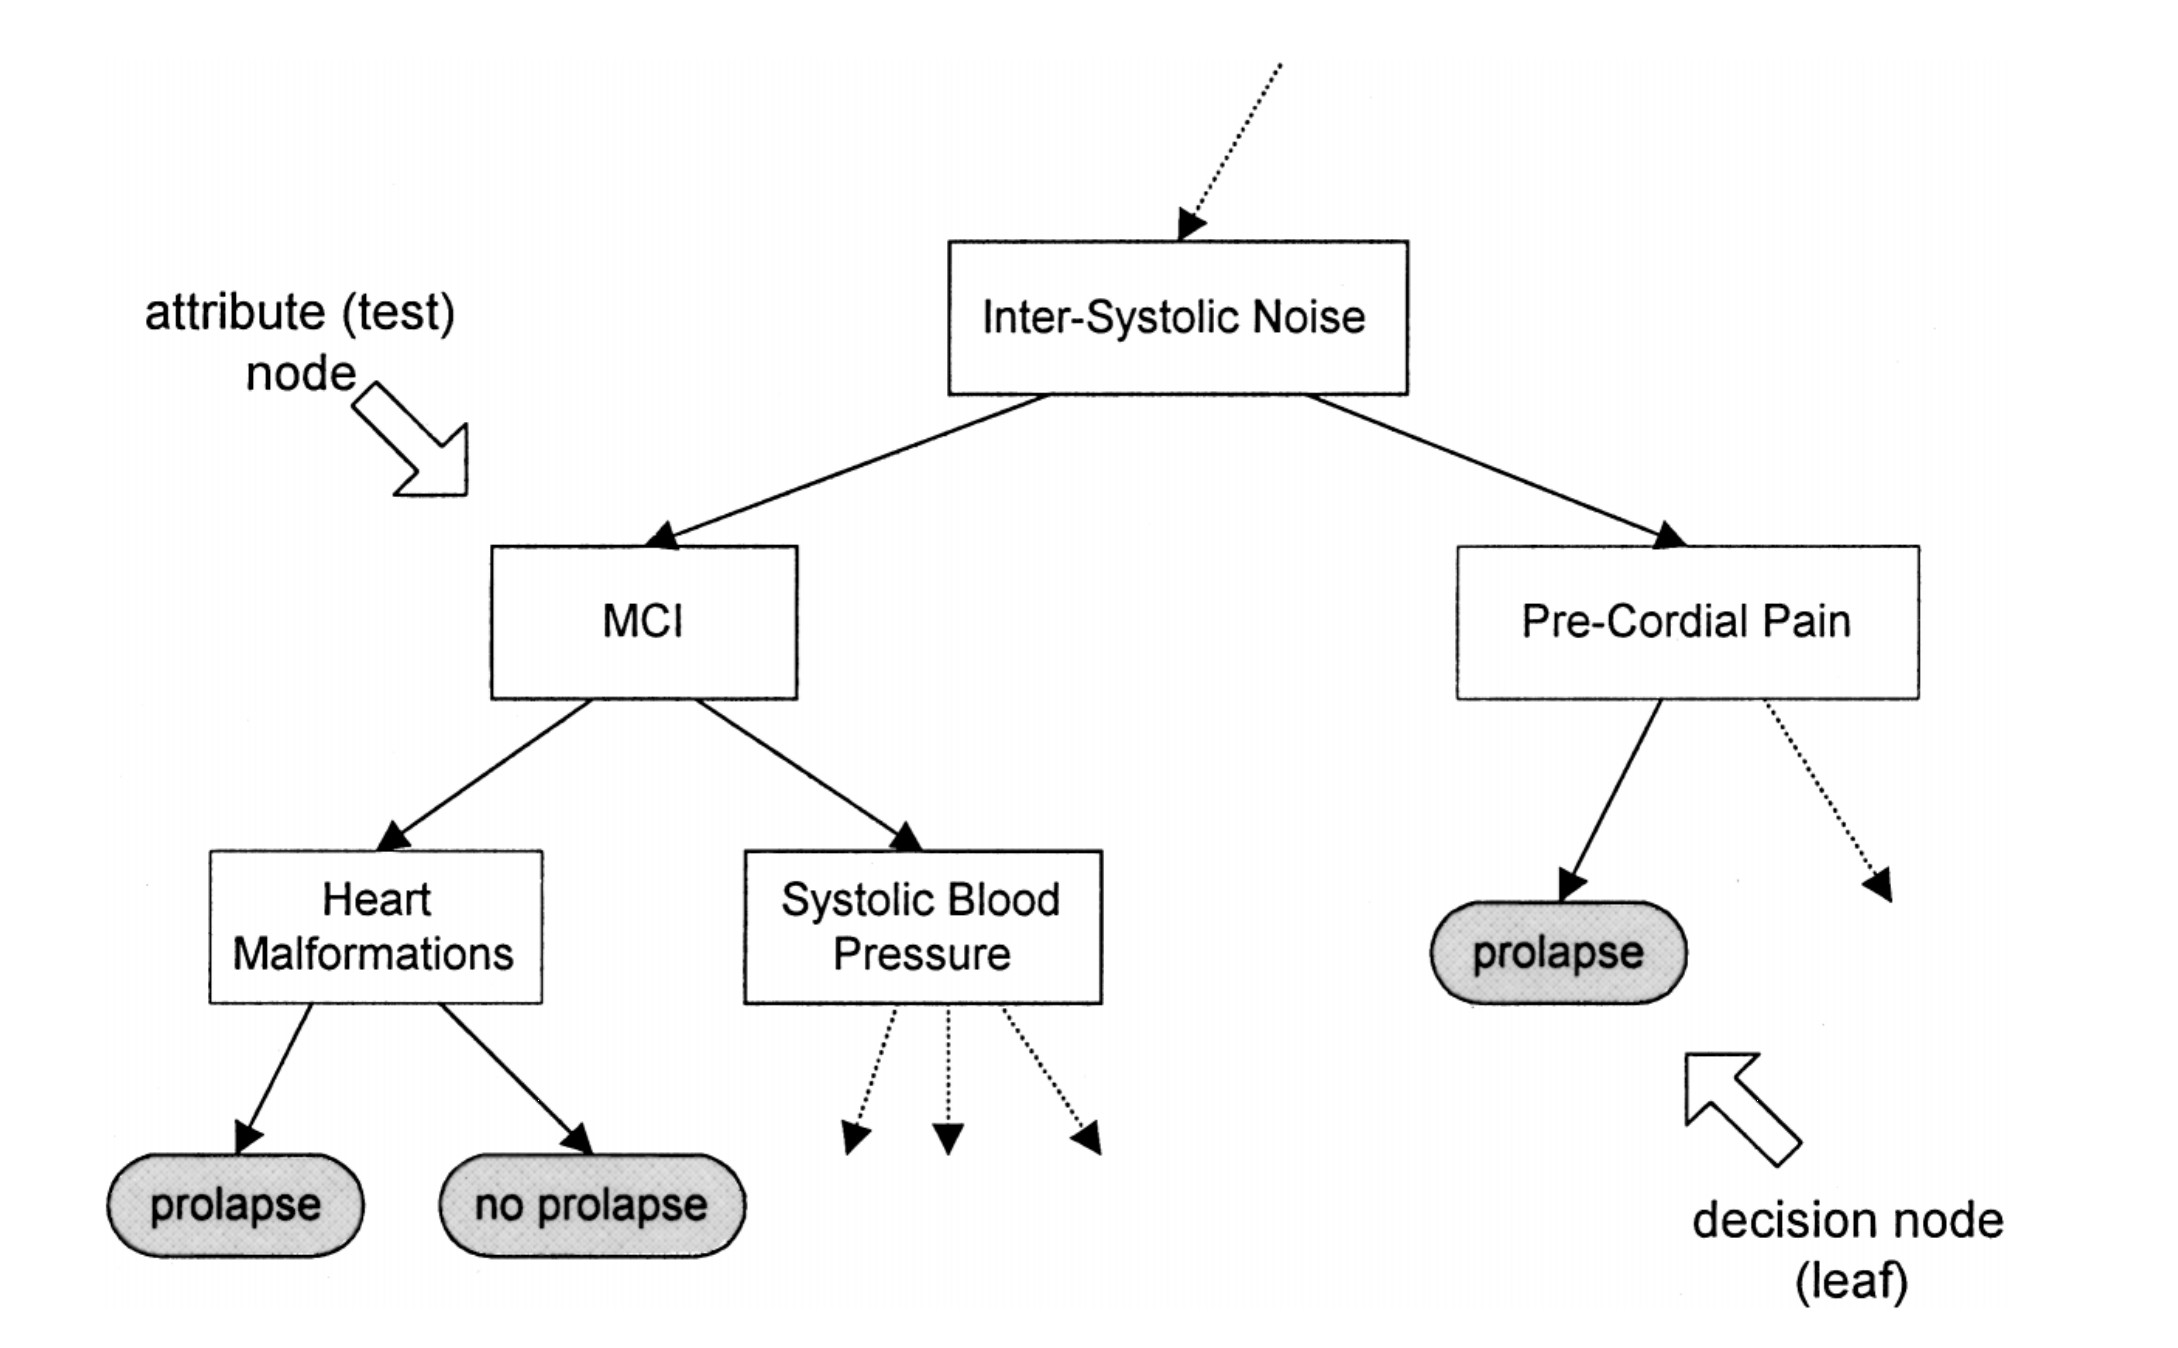 attribute (test)
node
Inter-Systolic Noise
MCI
Pre-Cordial Pain
Heart
Malformations
Systolic Blood
Pressure
prolapse
prolapse
no prolapse
decision node
(leaf)